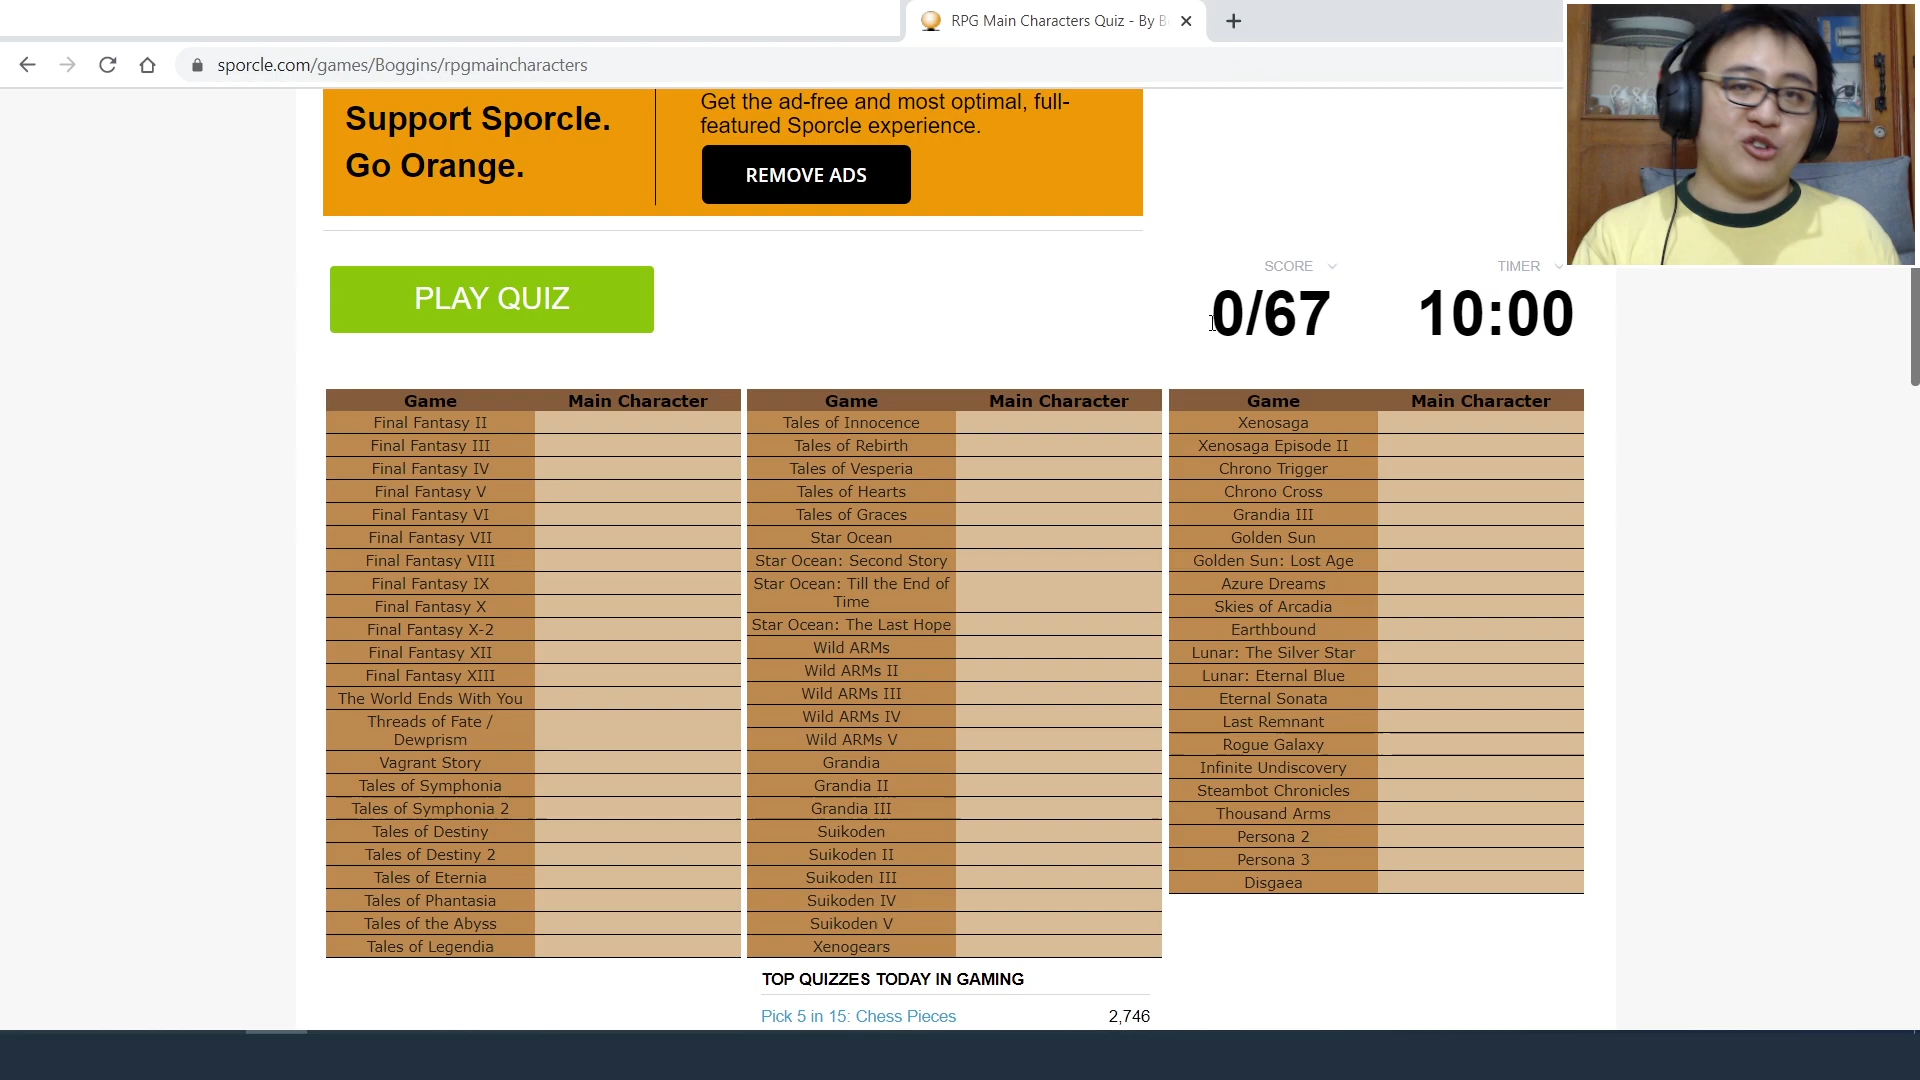 RPG Main Characters Quiz - By B
sporcle.com/games/Boggins/rpgmaincharacters
Support Sporcle.
Go Orange.
Get the ad-free and most optimal, full-
featured Sporcle experience.
REMOVE ADS
PLAY QUIZ
SCORE
0/67
TIMER
10:00
Game Main Character
Final Fantasy II
Final Fantasy III
Final Fantasy IV
Final Fantasy V
Final Fantasy VI
Final Fantasy VII
Final Fantasy VIII
Final Fantasy IX
Final Fantasy X
Final Fantasy X-2
Final Fantasy XII
Final Fantasy XIII
The World Ends With You
Threads of Fate /
Dewprism
Vagrant Story
Tales of Symphonia
Tales of Symphonia 2
Tales of Destiny
Tales of Destiny 2
Tales of Eternia
Tales of Phantasia
Tales of the Abyss
Tales of Legendia
Game Main Character
Tales of Innocence
Tales of Rebirth
Tales of Vesperia
Tales of Hearts
Tales of Graces
Star Ocean
Star Ocean: Second Story
Star Ocean: Till the End of
Time
Star Ocean: The Last Hope
Wild ARMs
Wild ARMs II
Wild ARMs III
Wild ARMs IV
Wild ARMs V
Grandia
Grandia II
Grandia III
Suikoden
Suikoden II
Suikoden III
Suikoden IV
Suikoden V
Xenogears
Game Main Character
Xenosaga
Xenosaga Episode II
Chrono Trigger
Chrono Cross
Grandia III
Golden Sun
Golden Sun: Lost Age
Azure Dreams
Skies of Arcadia
Earthbound
Lunar: The Silver Star
Lunar: Eternal Blue
Eternal Sonata
Last Remnant
Rogue Galaxy
Infinite Undiscovery
Steambot Chronicles
Thousand Arms
Persona 2
Persona 3
Disgaea
TOP QUIZZES TODAY IN GAMING
Pick 5 in 15: Chess Pieces 2,746